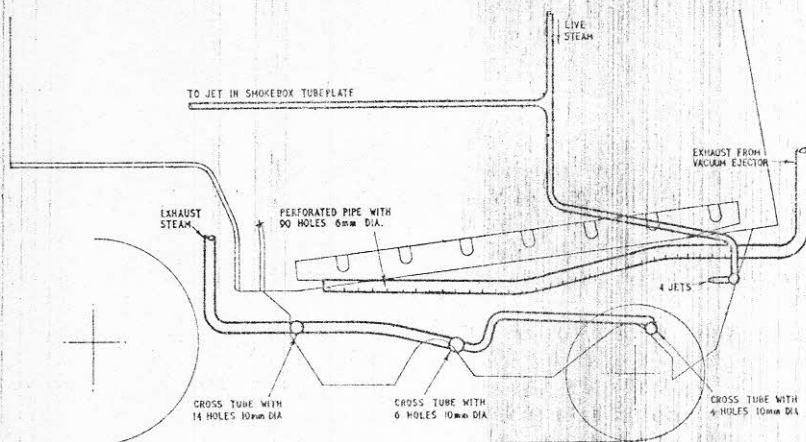 LIVE
STEAM
TO JET IN SMOKEBOX TUBEPLATE
EXHAUST FROM
VACUUM EJECTOR
EXHAUST
STEAM
PERFORATED PIPE WITH
90 HOLES 6mm DIA.
4 JETS
CROSS TUBE WITH
14 HOLES 10mm DIA
CROSS TUBE WITH
6 HOLES 10mm DIA
CROSS TUBE WITH
4 HOLES 10mm DIA